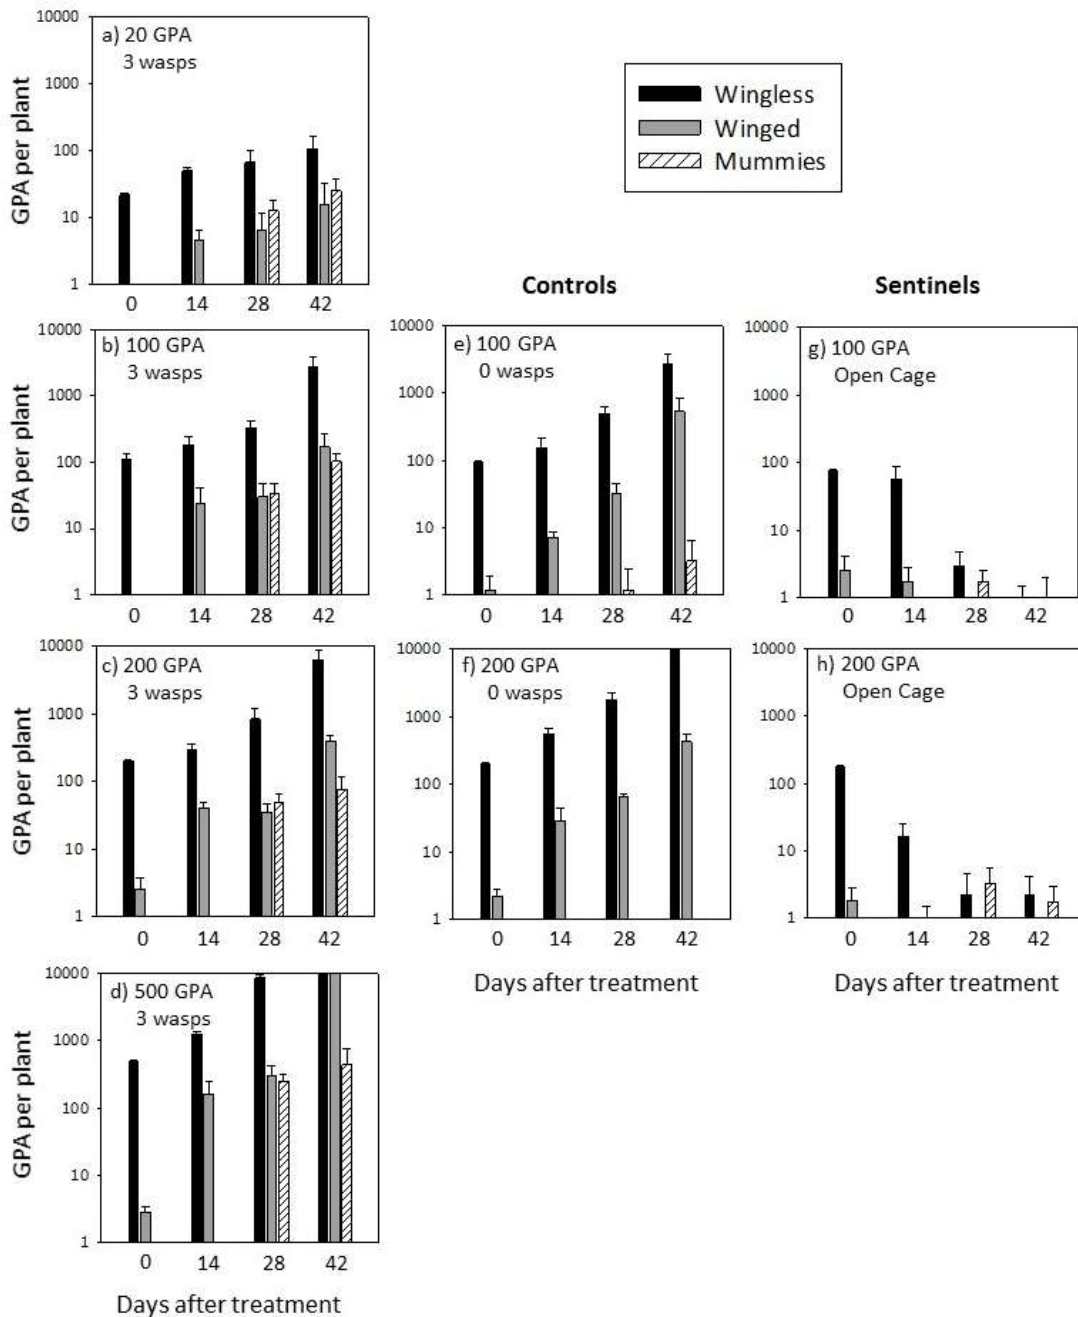 10000
a) 20 GPA
3 wasps
1000
100
10
1
GPA per plant
0 14 28 42
Wingless
Winged
Mummies
Controls
Sentinels
10000
b) 100 GPA
3 wasps
1000
100
10
1
GPA per plant
0 14 28 42
10000
e) 100 GPA
0 wasps
1000
100
10
1
0 14 28 42
10000
g) 100 GPA
Open Cage
1000
100
10
1
0 14 28 42
10000
c) 200 GPA
3 wasps
1000
100
10
1
GPA per plant
0 14 28 42
10000
f) 200 GPA
0 wasps
1000
100
10
1
0 14 28 42
Days after treatment
10000
h) 200 GPA
Open Cage
1000
100
10
1
0 14 28 42
Days after treatment
10000
d) 500 GPA
3 wasps
1000
100
10
1
GPA per plant
0 14 28 42
Days after treatment